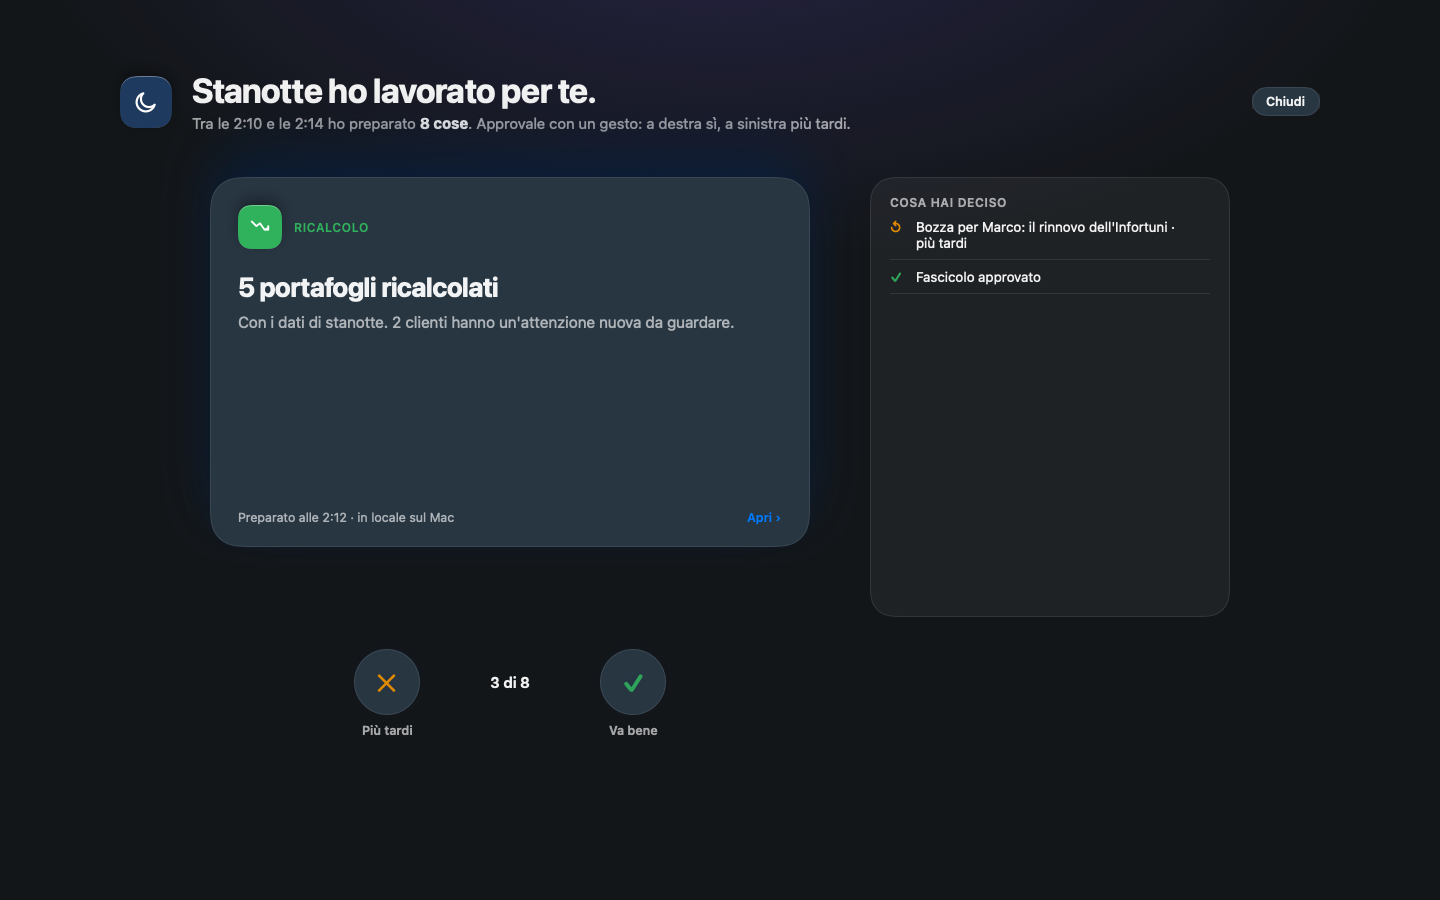 Stanotte ho lavorato per te.
Tra le 2:10 e le 2:14 ho preparato 8 cose. Approvale con un gesto: a destra sì, a sinistra più tardi.
Chiudi
RICALCOLO
5 portafogli ricalcolati
Con i dati di stanotte. 2 clienti hanno un'attenzione nuova da guardare.
Preparato alle 2:12 · in locale sul Mac
Apri ›
COSA HAI DECISO
Bozza per Marco: il rinnovo dell'Infortuni ·
più tardi
Fascicolo approvato
3 di 8
Più tardi
Va bene